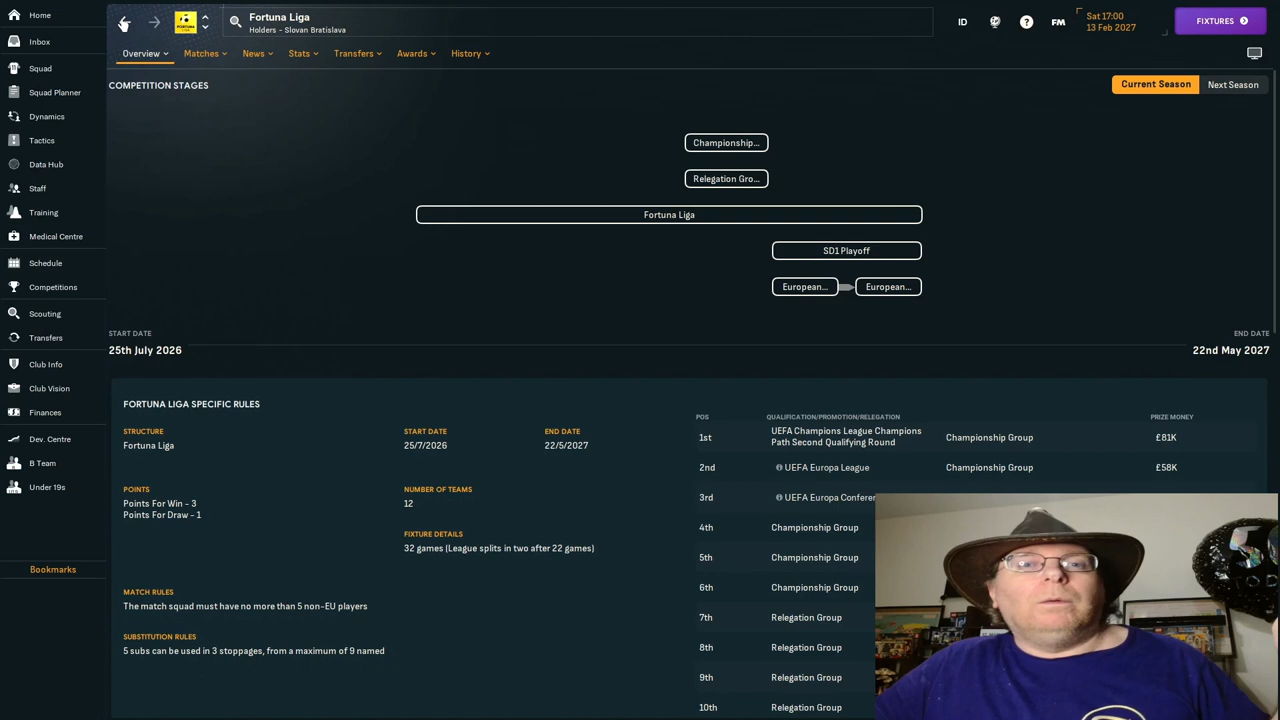 Home
Inbox
Squad
Squad Planner
Dynamics
Tactics
Data Hub
Staff
Training
Medical Centre
Schedule
Competitions
Scouting
Transfers
Club Info
Club Vision
Finances
Dev. Centre
B Team
Under 19s
Bookmarks
Fortuna Liga
Holders - Slovan Bratislava
ID
FM
Sat 17:00
13 Feb 2027
FIXTURES
Overview
Matches
News
Stats
Transfers
Awards
History
COMPETITION STAGES
Current Season
Next Season
Championship...
Relegation Gro...
Fortuna Liga
SD1 Playoff
European...
European...
START DATE
25th July 2026
END DATE
22nd May 2027
FORTUNA LIGA SPECIFIC RULES
STRUCTURE
Fortuna Liga
START DATE
25/7/2026
END DATE
22/5/2027
POINTS
Points For Win - 3
Points For Draw - 1
NUMBER OF TEAMS
12
FIXTURE DETAILS
32 games (League splits in two after 22 games)
MATCH RULES
The match squad must have no more than 5 non-EU players
SUBSTITUTION RULES
5 subs can be used in 3 stoppages, from a maximum of 9 named
POS QUALIFICATION/PROMOTION/RELEGATION PRIZE MONEY
1st UEFA Champions League Champions Path Second Qualifying Round Championship Group £81K
2nd UEFA Europa League Championship Group £58K
3rd UEFA Europa Conferen
4th Championship Group
5th Championship Group
6th Championship Group
7th Relegation Group
8th Relegation Group
9th Relegation Group
10th Relegation Group